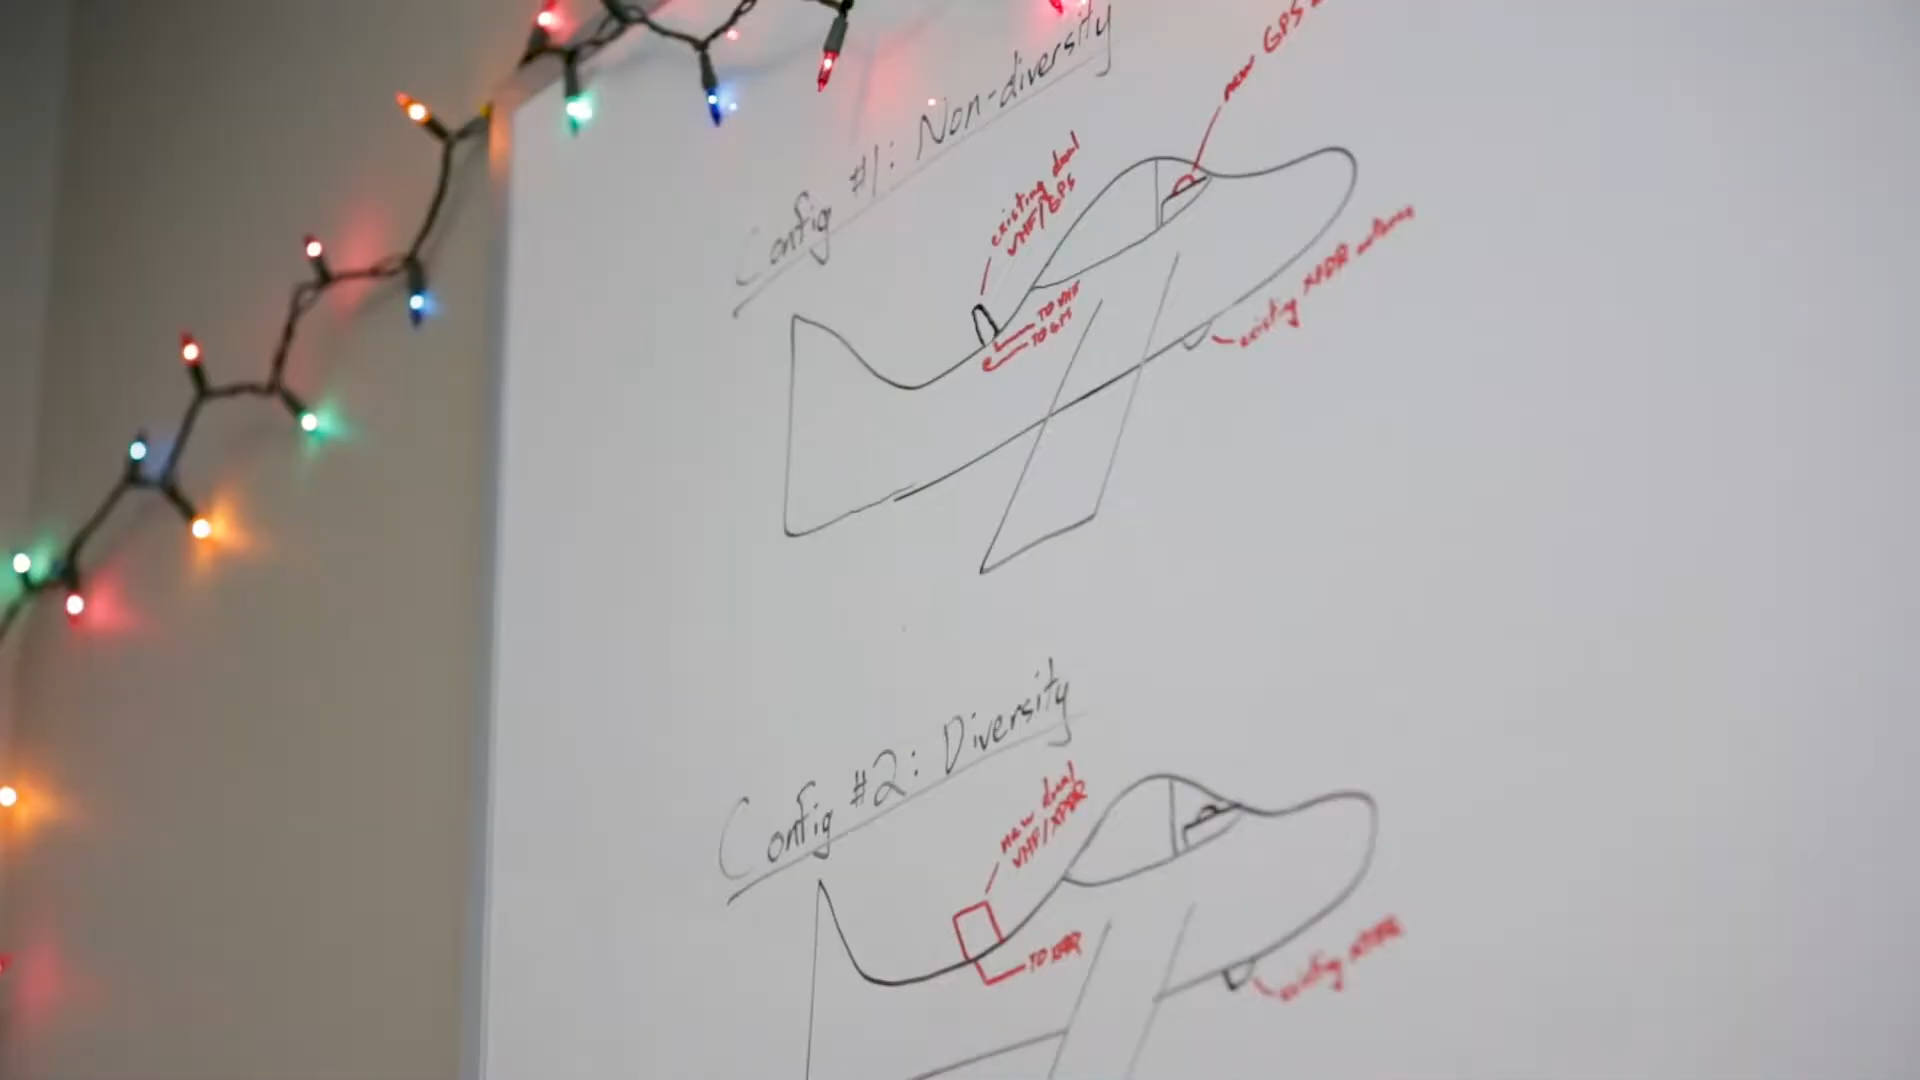 Config #1: Non-diversity
new GPS
existing dual
VHF/GPS
TO VHF
TO GPS
existing XPDR antenna
Config #2: Diversity
new dual
VHF/XPDR
TO XPDR
existing XPDR